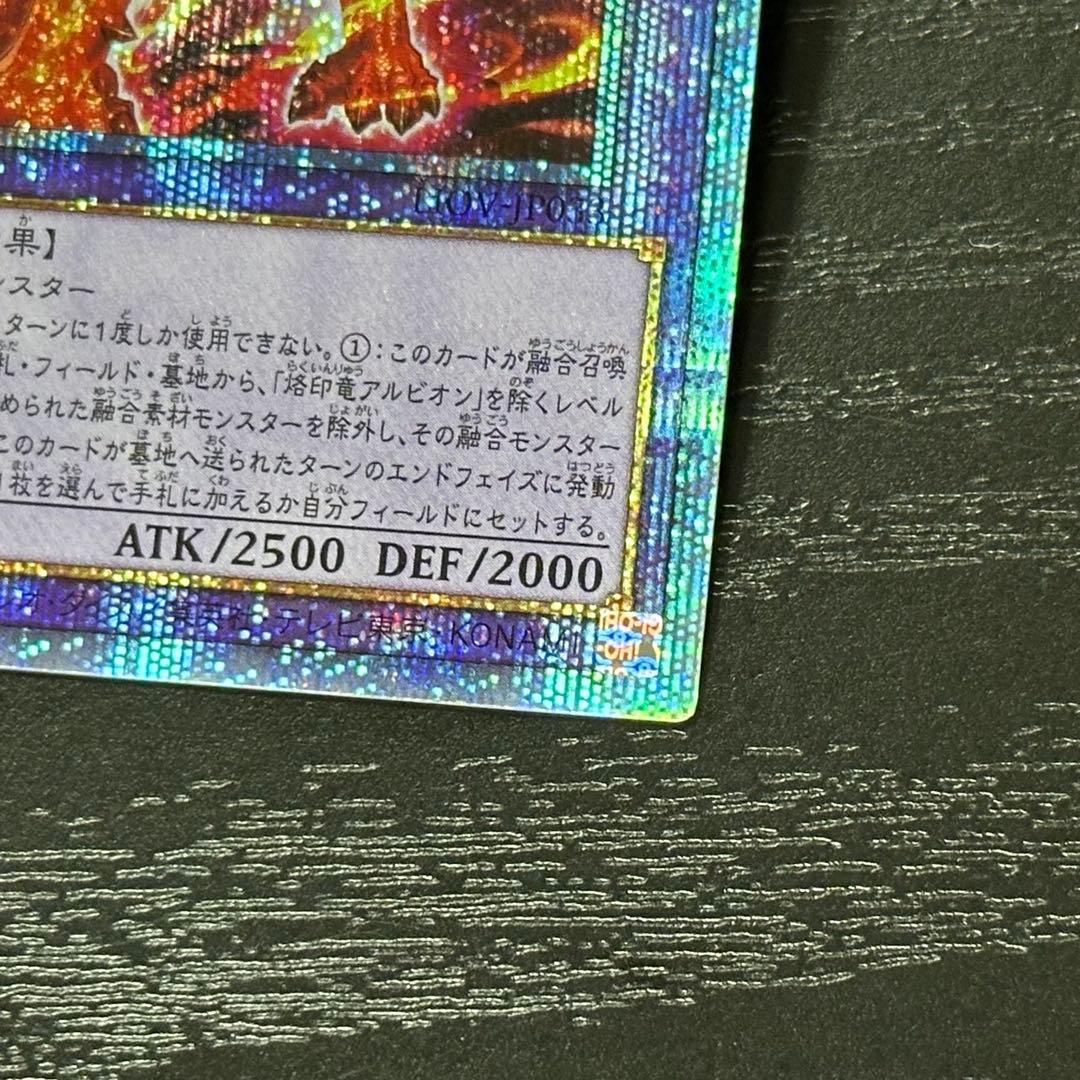 LIOV-JP033
果】
ンスター
ターンに1度しか使用できない。①:このカードが融合召喚
札・フィールド・墓地から、「烙印竜アルビオン」を除くレベル
められた融合素材モンスターを除外し、その融合モンスター
このカードが墓地へ送られたターンのエンドフェイズに発動
1枚を選んで手札に加えるか自分フィールドにセットする。
ATK/2500 DEF/2000
ダイス/集英社・テレビ東京・KONAMI